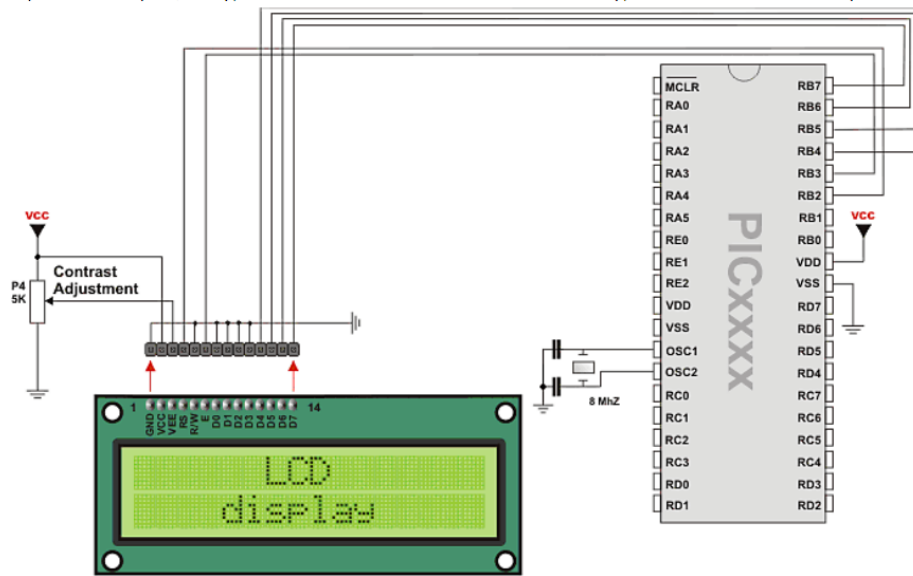 MCLR
RA0
RA1
RA2
RA3
RA4
RA5
RE0
RE1
RE2
VDD
VSS
OSC1
OSC2
RC0
RC1
RC2
RC3
RD0
RD1
PICxxxx
RB7
RB6
RB5
RB4
RB3
RB2
RB1
RB0
VDD
VSS
RD7
RD6
RD5
RD4
RC7
RC6
RC5
RC4
RD3
RD2
vcc
vcc
P4
5K
Contrast
Adjustment
8 MhZ
1
14
GND
VCC
VEE
RS
R/W
E
D0
D1
D2
D3
D4
D5
D6
D7
LCD
display